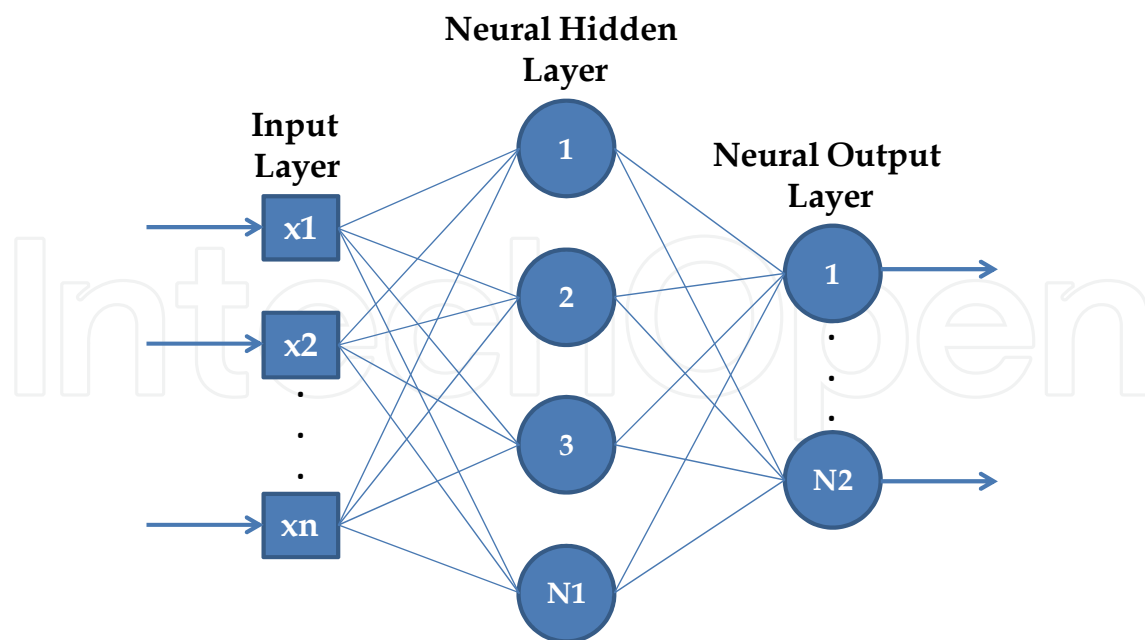 Neural Hidden
Layer
Input
Layer
Neural Output
Layer
x1
x2
xn
1
2
3
N1
1
N2
IntechOpen